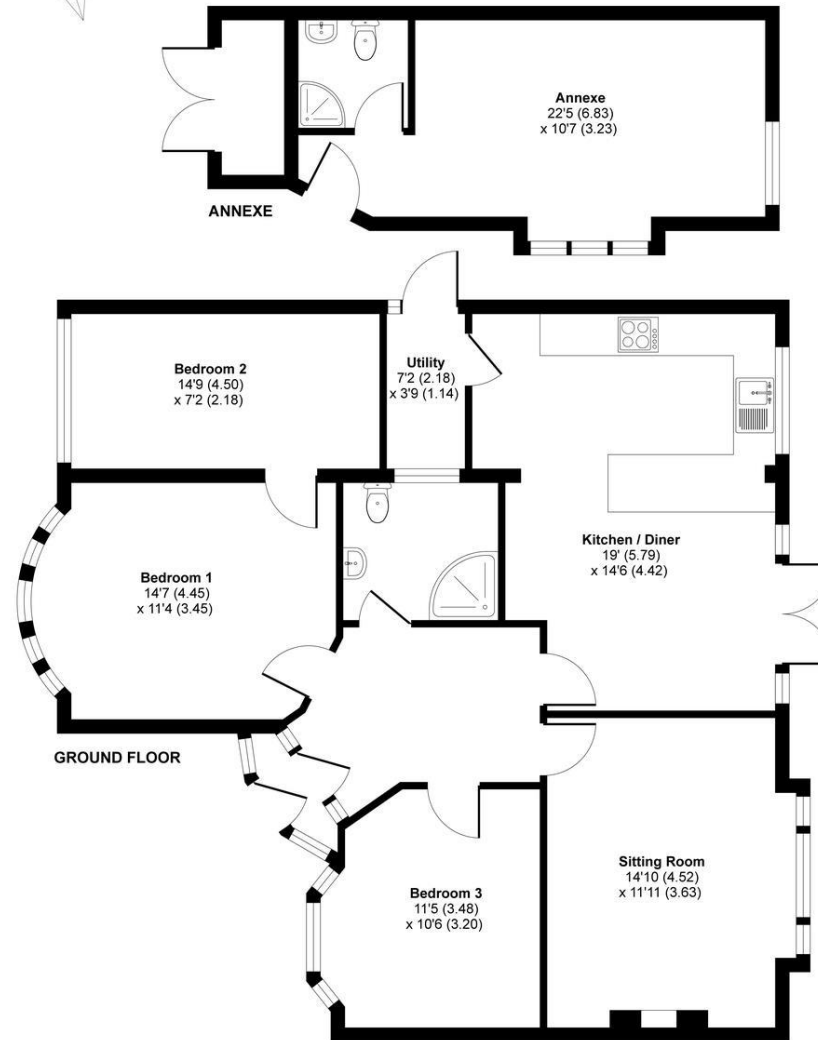 Annexe
22'5 (6.83)
x 10'7 (3.23)
ANNEXE
Bedroom 2
14'9 (4.50)
x 7'2 (2.18)
Utility
7'2 (2.18)
x 3'9 (1.14)
Bedroom 1
14'7 (4.45)
x 11'4 (3.45)
Kitchen / Diner
19' (5.79)
x 14'6 (4.42)
GROUND FLOOR
Bedroom 3
11'5 (3.48)
x 10'6 (3.20)
Sitting Room
14'10 (4.52)
x 11'11 (3.63)